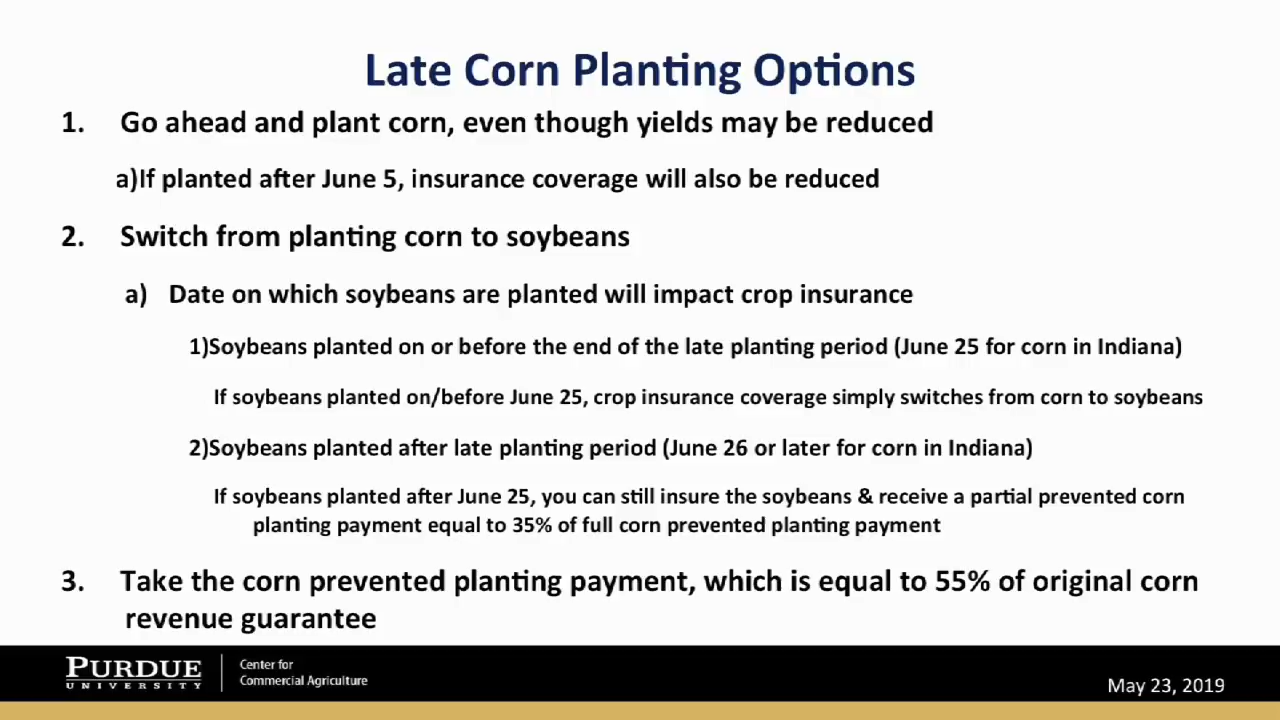 Late Corn Planting Options
1. Go ahead and plant corn, even though yields may be reduced
a)If planted after June 5, insurance coverage will also be reduced
2. Switch from planting corn to soybeans
a) Date on which soybeans are planted will impact crop insurance
1)Soybeans planted on or before the end of the late planting period (June 25 for corn in Indiana)
If soybeans planted on/before June 25, crop insurance coverage simply switches from corn to soybeans
2)Soybeans planted after late planting period (June 26 or later for corn in Indiana)
If soybeans planted after June 25, you can still insure the soybeans & receive a partial prevented corn
planting payment equal to 35% of full corn prevented planting payment
3. Take the corn prevented planting payment, which is equal to 55% of original corn
revenue guarantee
PURDUE
UNIVERSITY
Center for
Commercial Agriculture
May 23, 2019